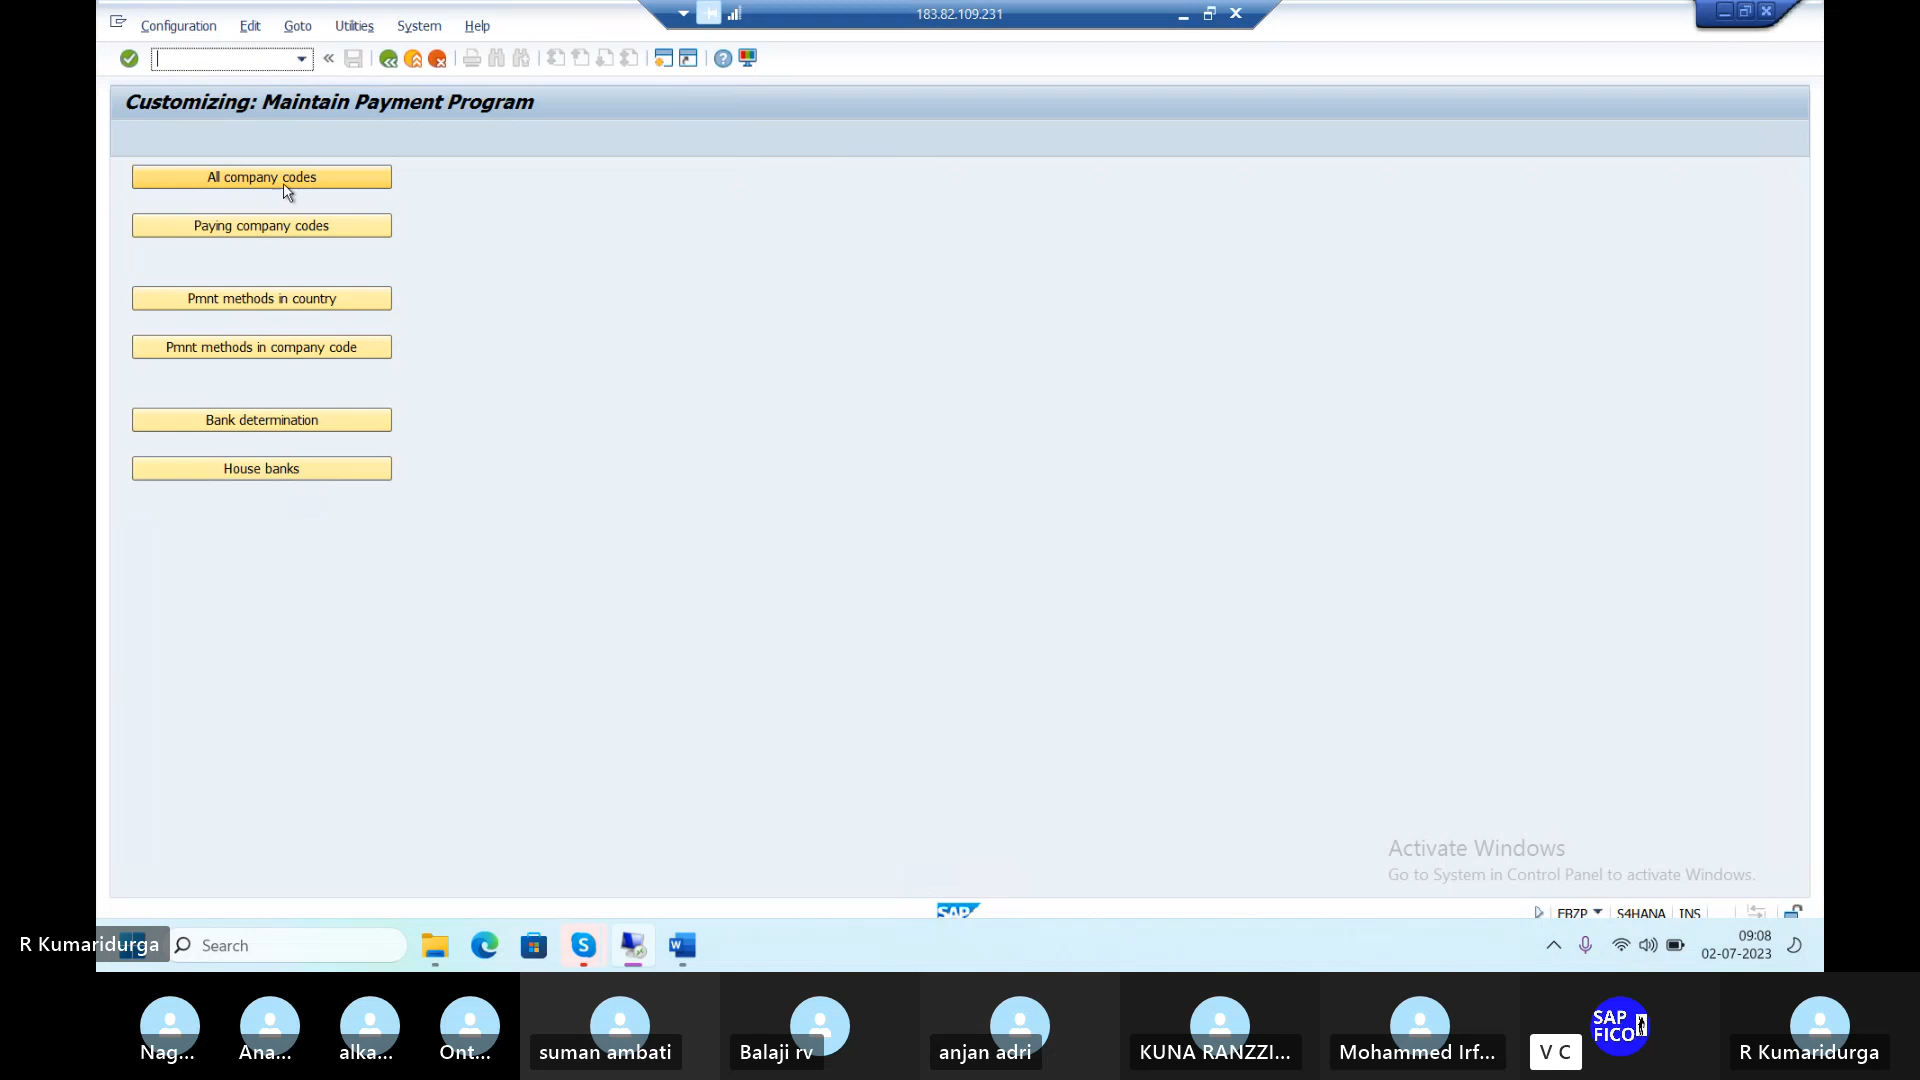 183.82.109.231
Configuration Edit Goto Utilities System Help
Customizing: Maintain Payment Program
All company codes
Paying company codes
Pmnt methods in country
Pmnt methods in company code
Bank determination
House banks
Activate Windows
Go to System in Control Panel to activate Windows.
SAP
FBZP S4HANA INS
R Kumaridurga
Search
09:08
02-07-2023
SAP
FICO
Nag...
Ana...
alka...
Ont...
suman ambati
Balaji rv
anjan adri
KUNA RANZZI...
Mohammed Irf...
V C
R Kumaridurga